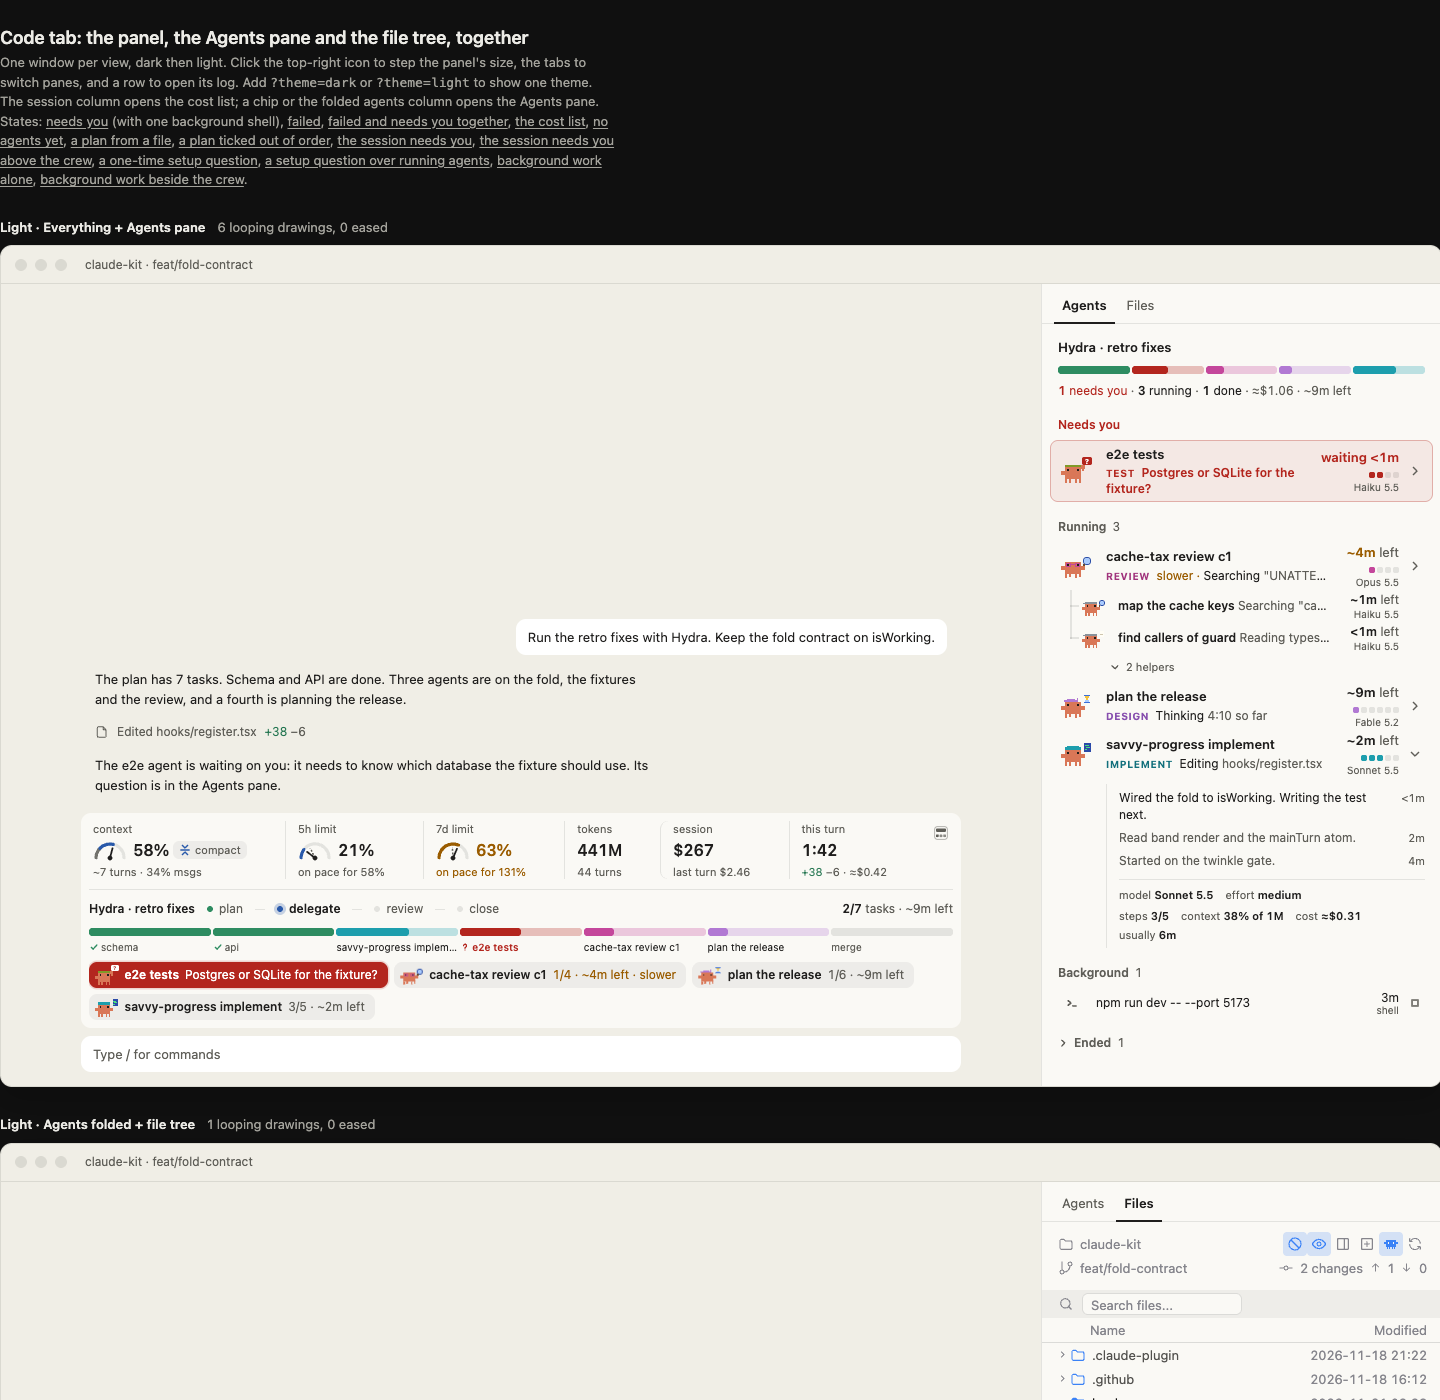 Code tab: the panel, the Agents pane and the file tree, together
One window per view, dark then light. Click the top-right icon to step the panel's size, the tabs to
switch panes, and a row to open its log. Add ?theme=dark or ?theme=light to show one theme.
The session column opens the cost list; a chip or the folded agents column opens the Agents pane.
States: needs you (with one background shell), failed, failed and needs you together, the cost list, no
agents yet, a plan from a file, a plan ticked out of order, the session needs you, the session needs you
above the crew, a one-time setup question, a setup question over running agents, background work
alone, background work beside the crew.
Light · Everything + Agents pane 6 looping drawings, 0 eased
claude-kit · feat/fold-contract
Run the retro fixes with Hydra. Keep the fold contract on isWorking.
The plan has 7 tasks. Schema and API are done. Three agents are on the fold, the fixtures
and the review, and a fourth is planning the release.
Edited hooks/register.tsx +38 −6
The e2e agent is waiting on you: it needs to know which database the fixture should use. Its
question is in the Agents pane.
context 5h limit 7d limit tokens session this turn
58% compact 21% 63% 441M $267 1:42
~7 turns · 34% msgs on pace for 58% on pace for 131% 44 turns last turn $2.46 +38 −6 · ≈$0.42
Hydra · retro fixes plan delegate review close 2/7 tasks · ~9m left
schema api savvy-progress implem... ? e2e tests cache-tax review c1 plan the release merge
e2e tests Postgres or SQLite for the fixture? cache-tax review c1 1/4 · ~4m left · slower plan the release 1/6 · ~9m left
savvy-progress implement 3/5 · ~2m left
Type / for commands
Agents Files
Hydra · retro fixes
1 needs you · 3 running · 1 done · ≈$1.06 · ~9m left
Needs you
e2e tests waiting <1m
TEST Postgres or SQLite for the
fixture?
Haiku 5.5
Running 3
cache-tax review c1 ~4m left
REVIEW slower · Searching "UNATTE...
Opus 5.5
map the cache keys Searching "ca... ~1m left
Haiku 5.5
find callers of guard Reading types... <1m left
Haiku 5.5
2 helpers
plan the release ~9m left
DESIGN Thinking 4:10 so far
Fable 5.2
savvy-progress implement ~2m left
IMPLEMENT Editing hooks/register.tsx
Sonnet 5.5
Wired the fold to isWorking. Writing the test <1m
next.
Read band render and the mainTurn atom. 2m
Started on the twinkle gate. 4m
model Sonnet 5.5 effort medium
steps 3/5 context 38% of 1M cost ≈$0.31
usually 6m
Background 1
npm run dev -- --port 5173 3m
shell
Ended 1
Light · Agents folded + file tree 1 looping drawings, 0 eased
claude-kit · feat/fold-contract
Agents Files
claude-kit
feat/fold-contract 2 changes ↑ 1 ↓ 0
Search files...
Name Modified
.claude-plugin 2026-11-18 21:22
.github 2026-11-18 16:12